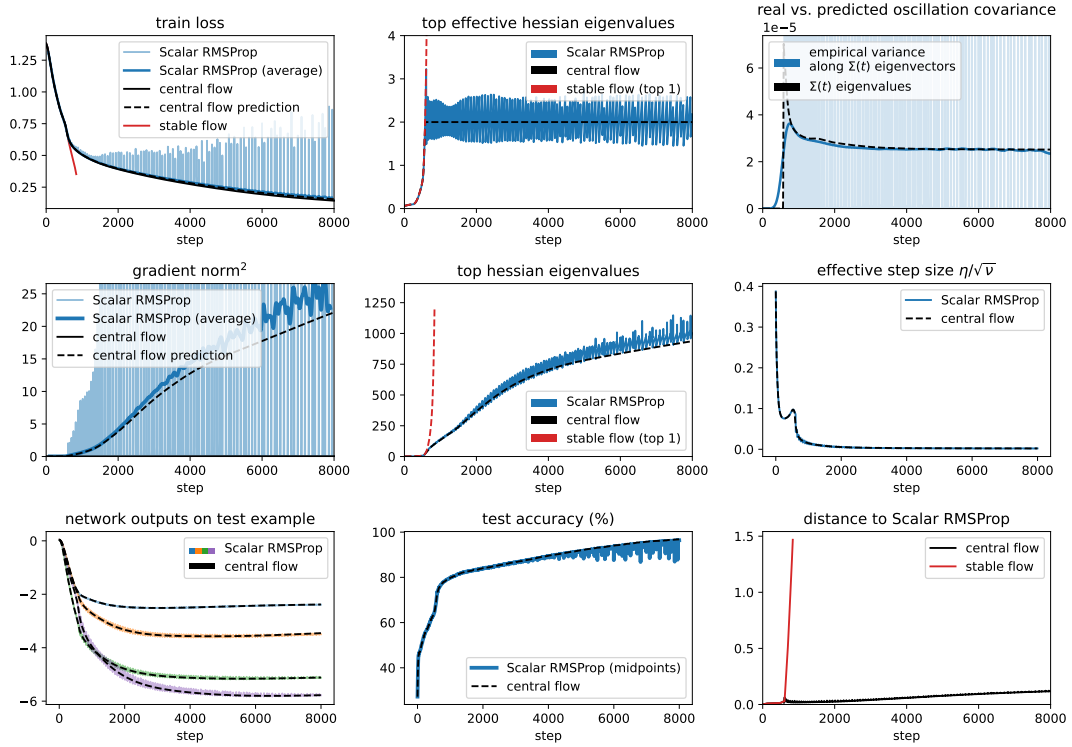 train loss
1.25
1.00
0.75
0.50
0.25
0 2000 4000 6000 8000
step
Scalar RMSProp
Scalar RMSProp (average)
central flow
central flow prediction
stable flow
top effective hessian eigenvalues
4
3
2
1
0
0 2000 4000 6000 8000
step
Scalar RMSProp
central flow
stable flow (top 1)
real vs. predicted oscillation covariance
1e−5
6
4
2
0
0 2000 4000 6000 8000
step
empirical variance
along Σ(t) eigenvectors
Σ(t) eigenvalues
gradient norm²
25
20
15
10
5
0
0 2000 4000 6000 8000
step
Scalar RMSProp
Scalar RMSProp (average)
central flow
central flow prediction
top hessian eigenvalues
1250
1000
750
500
250
0
0 2000 4000 6000 8000
step
Scalar RMSProp
central flow
stable flow (top 1)
effective step size η/√ν
0.4
0.3
0.2
0.1
0.0
0 2000 4000 6000 8000
step
Scalar RMSProp
central flow
network outputs on test example
0
−2
−4
−6
0 2000 4000 6000 8000
step
Scalar RMSProp
central flow
test accuracy (%)
100
80
60
40
0 2000 4000 6000 8000
step
Scalar RMSProp (midpoints)
central flow
distance to Scalar RMSProp
1.5
1.0
0.5
0.0
0 2000 4000 6000 8000
step
central flow
stable flow